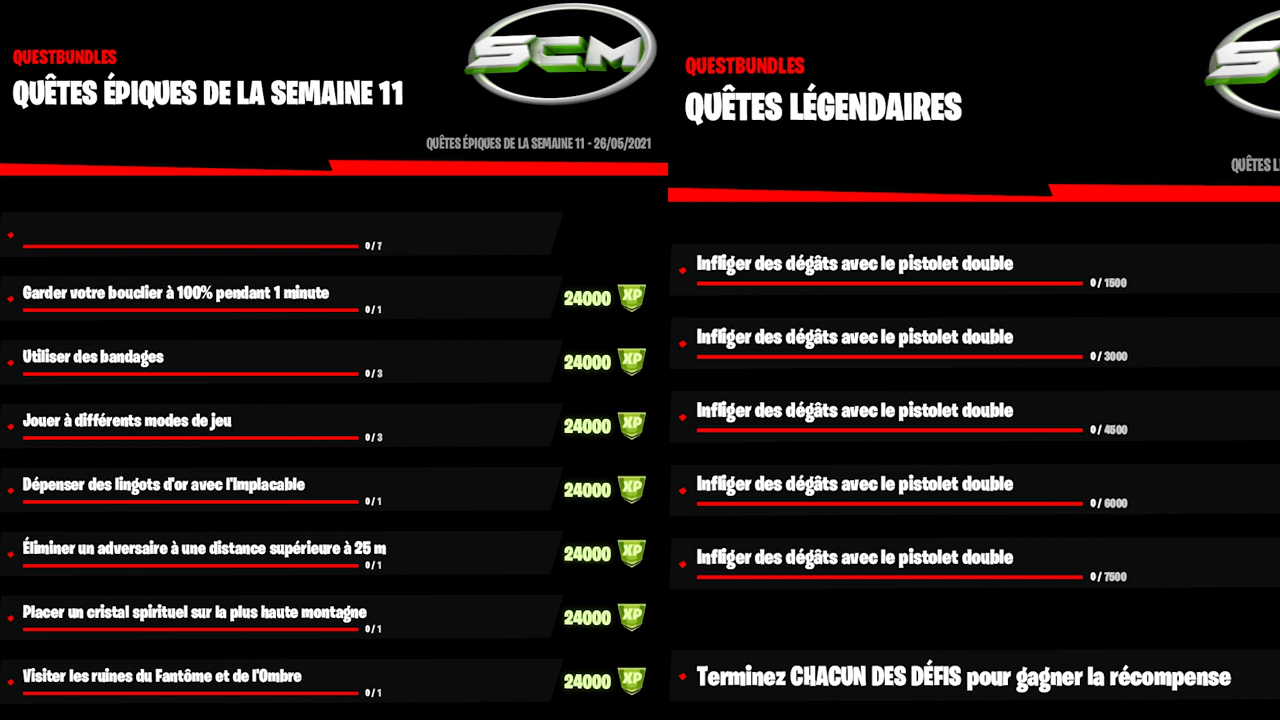 QUESTBUNDLES
QUÊTES ÉPIQUES DE LA SEMAINE 11
SCM
QUÊTES ÉPIQUES DE LA SEMAINE 11 - 26/05/2021
0 / 7
Garder votre bouclier à 100% pendant 1 minute
0 / 1
24000 XP
Utiliser des bandages
0 / 3
24000 XP
Jouer à différents modes de jeu
0 / 3
24000 XP
Dépenser des lingots d'or avec l'Implacable
0 / 1
24000 XP
Éliminer un adversaire à une distance supérieure à 25 m
0 / 1
24000 XP
Placer un cristal spirituel sur la plus haute montagne
0 / 1
24000 XP
Visiter les ruines du Fantôme et de l'Ombre
0 / 1
24000 XP
QUESTBUNDLES
QUÊTES LÉGENDAIRES
S
QUÊTES L
Infliger des dégâts avec le pistolet double
0 / 1500
Infliger des dégâts avec le pistolet double
0 / 3000
Infliger des dégâts avec le pistolet double
0 / 4500
Infliger des dégâts avec le pistolet double
0 / 6000
Infliger des dégâts avec le pistolet double
0 / 7500
Terminez CHACUN DES DÉFIS pour gagner la récompense